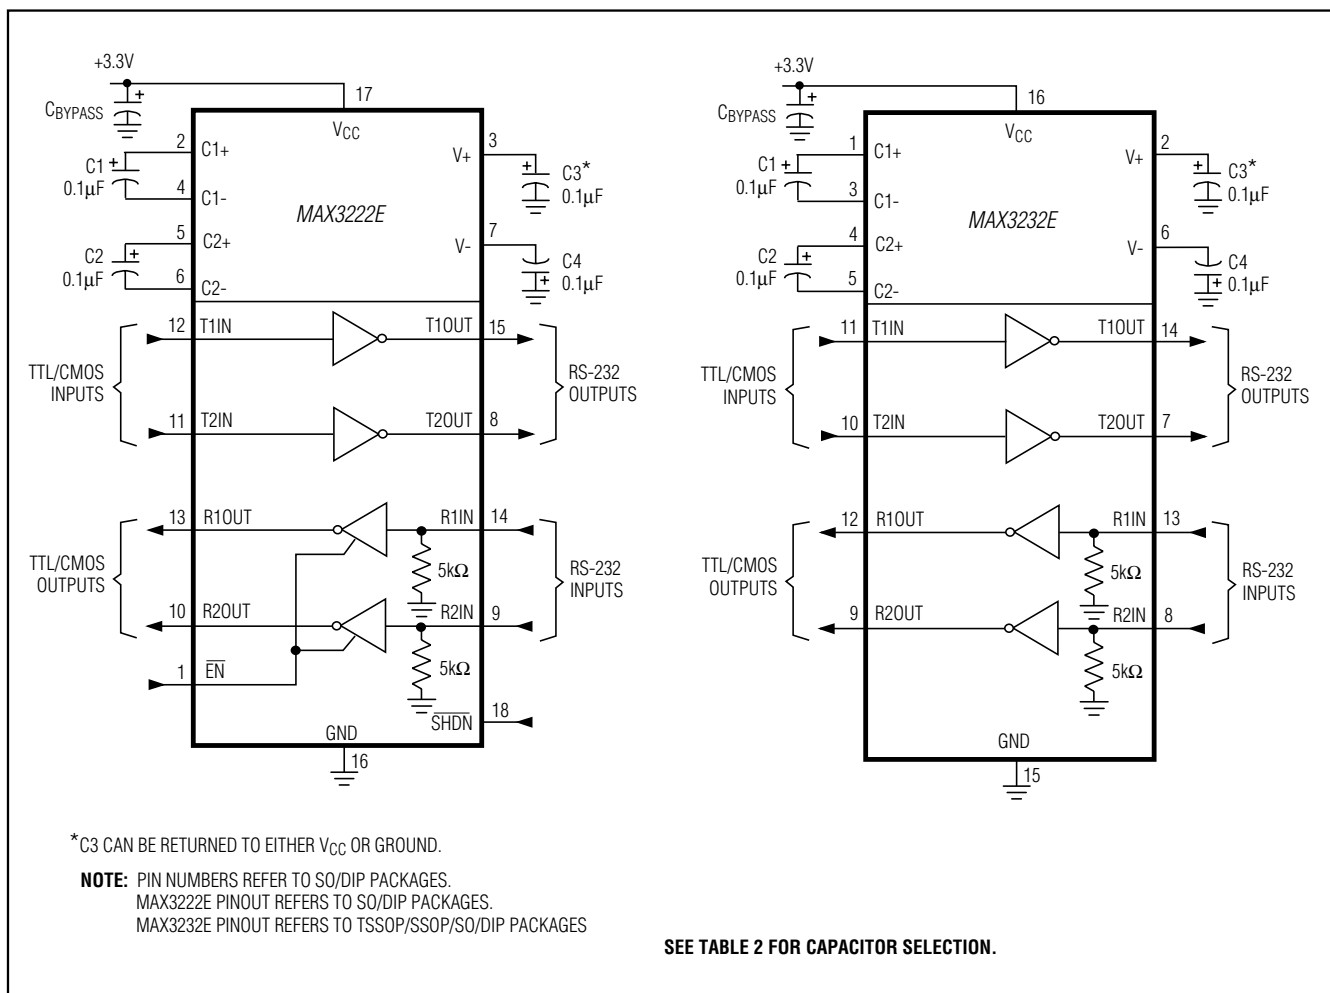 +3.3V
CBYPASS
+
17
VCC
2
C1+
C1
+
0.1µF
4
C1-
3
V+
+
C3*
0.1µF
MAX3222E
5
C2+
C2
+
0.1µF
6
C2-
7
V-
C4
+
0.1µF
12
T1IN
T1OUT
15
TTL/CMOS
INPUTS
RS-232
OUTPUTS
11
T2IN
T2OUT
8
13
R1OUT
R1IN
14
TTL/CMOS
OUTPUTS
5kΩ
RS-232
INPUTS
10
R2OUT
R2IN
9
1
EN
5kΩ
SHDN
18
GND
16
+3.3V
CBYPASS
+
16
VCC
1
C1+
C1
+
0.1µF
3
C1-
2
V+
+
C3*
0.1µF
MAX3232E
4
C2+
C2
+
0.1µF
5
C2-
6
V-
C4
+
0.1µF
11
T1IN
T1OUT
14
TTL/CMOS
INPUTS
RS-232
OUTPUTS
10
T2IN
T2OUT
7
12
R1OUT
R1IN
13
TTL/CMOS
OUTPUTS
5kΩ
RS-232
INPUTS
9
R2OUT
R2IN
8
5kΩ
GND
15
*C3 CAN BE RETURNED TO EITHER VCC OR GROUND.
NOTE: PIN NUMBERS REFER TO SO/DIP PACKAGES.
MAX3222E PINOUT REFERS TO SO/DIP PACKAGES.
MAX3232E PINOUT REFERS TO TSSOP/SSOP/SO/DIP PACKAGES
SEE TABLE 2 FOR CAPACITOR SELECTION.